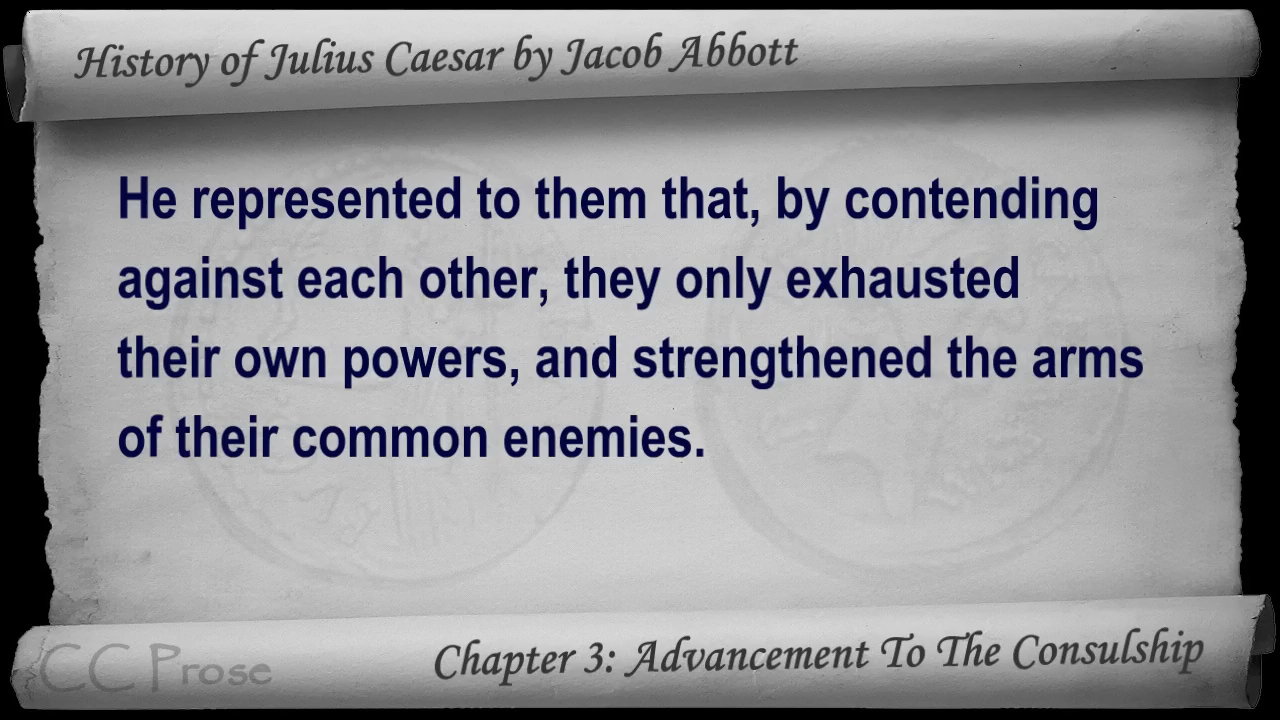 History of Julius Caesar by Jacob Abbott
He represented to them that, by contending
against each other, they only exhausted
their own powers, and strengthened the arms
of their common enemies.
CC Prose
Chapter 3: Advancement To The Consulship